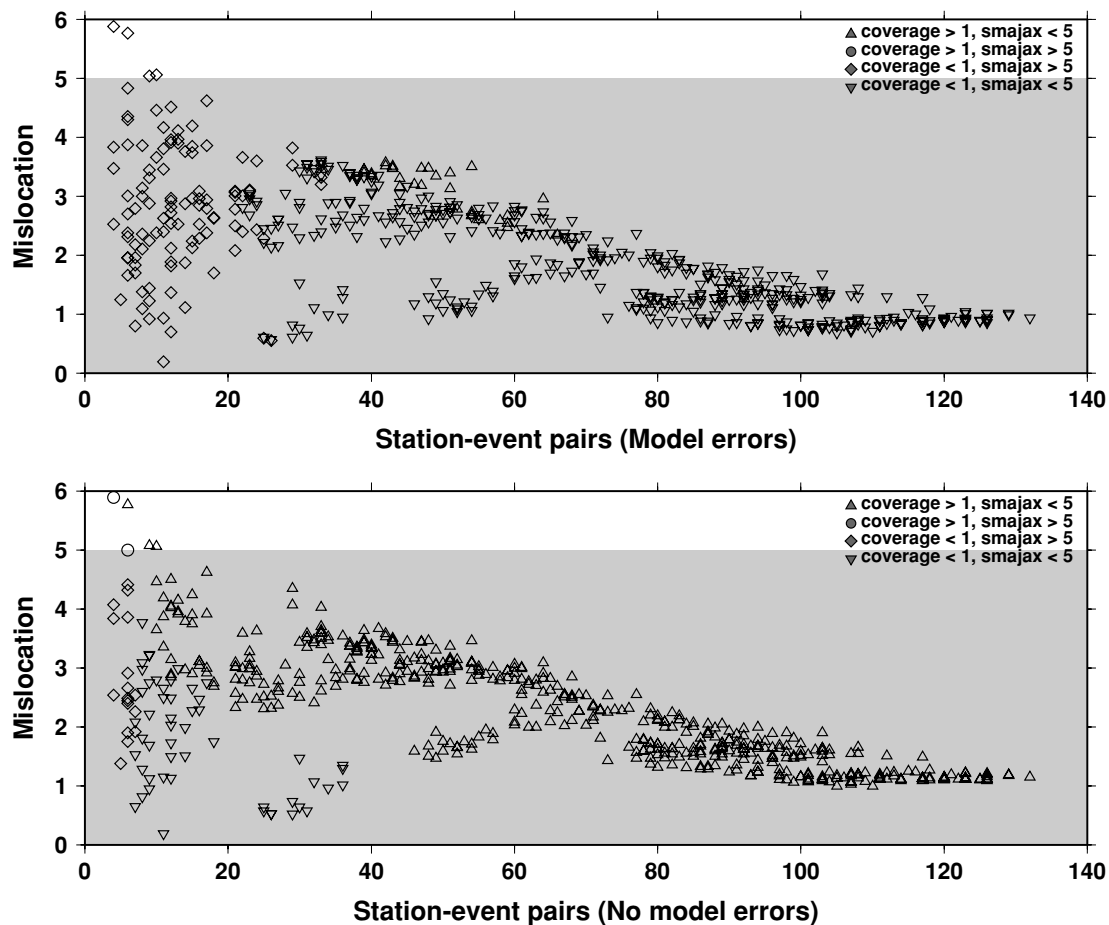 6
5
4
3
2
1
0
Mislocation
coverage > 1, smajax < 5
coverage > 1, smajax > 5
coverage < 1, smajax > 5
coverage < 1, smajax < 5
0 20 40 60 80 100 120 140
Station-event pairs (Model errors)
6
5
4
3
2
1
0
Mislocation
coverage > 1, smajax < 5
coverage > 1, smajax > 5
coverage < 1, smajax > 5
coverage < 1, smajax < 5
0 20 40 60 80 100 120 140
Station-event pairs (No model errors)